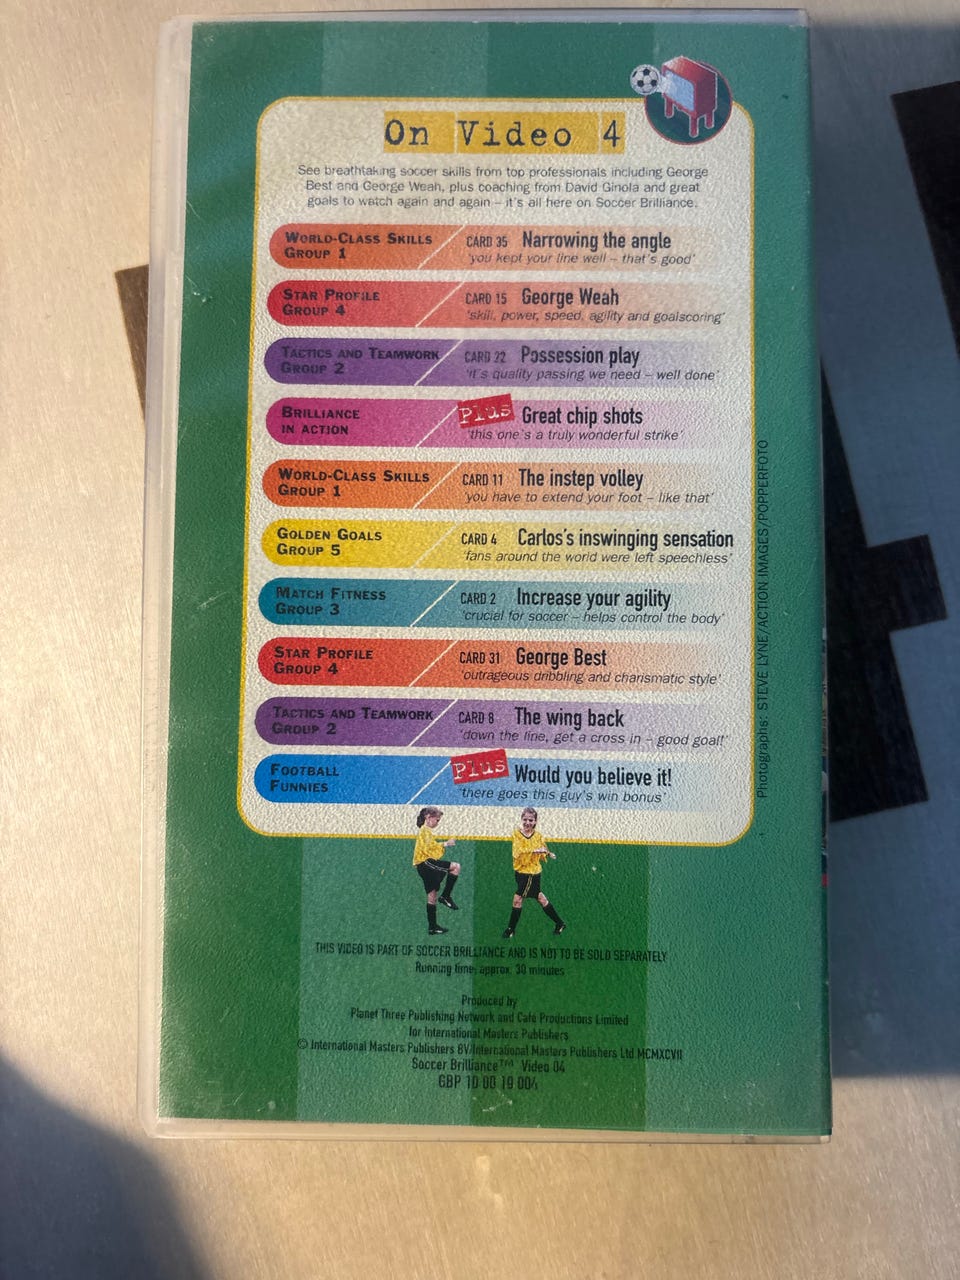 On Video 4
See breathtaking soccer skills from top professionals including George
Best and George Weah, plus coaching from David Ginola and great
goals to watch again and again – it's all here on Soccer Brilliance.
WORLD-CLASS SKILLS
GROUP 1
CARD 35 Narrowing the angle
'you kept your line well – that's good'
STAR PROFILE
GROUP 4
CARD 15 George Weah
'skill, power, speed, agility and goalscoring'
TACTICS AND TEAMWORK
GROUP 2
CARD 22 Possession play
'it's quality passing we need – well done'
BRILLIANCE
IN ACTION
Plus Great chip shots
'this one's a truly wonderful strike'
WORLD-CLASS SKILLS
GROUP 1
CARD 11 The instep volley
'you have to extend your foot – like that'
GOLDEN GOALS
GROUP 5
CARD 4 Carlos's inswinging sensation
'fans around the world were left speechless'
MATCH FITNESS
GROUP 3
CARD 2 Increase your agility
'crucial for soccer – helps control the body'
STAR PROFILE
GROUP 4
CARD 31 George Best
'outrageous dribbling and charismatic style'
TACTICS AND TEAMWORK
GROUP 2
CARD 8 The wing back
'down the line, get a cross in – good goal!'
FOOTBALL
FUNNIES
Plus Would you believe it!
'there goes this guy's win bonus'
Photographs: STEVE LYNE/ACTION IMAGES/POPPERFOTO
THIS VIDEO IS PART OF SOCCER BRILLIANCE AND IS NOT TO BE SOLD SEPARATELY
Running time: approx. 30 minutes
Produced by
Planet Three Publishing Network and Cafe Productions Limited
for International Masters Publishers
© International Masters Publishers BV/International Masters Publishers Ltd MCMXCVII
Soccer Brilliance™ Video 04
GBP 10 00 19 004